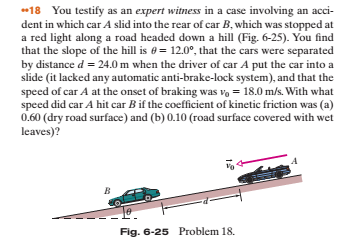 ••18 You testify as an expert witness in a case involving an acci-
dent in which car A slid into the rear of car B, which was stopped at
a red light along a road headed down a hill (Fig. 6-25). You find
that the slope of the hill is θ = 12.0°, that the cars were separated
by distance d = 24.0 m when the driver of car A put the car into a
slide (it lacked any automatic anti-brake-lock system), and that the
speed of car A at the onset of braking was v₀ = 18.0 m/s. With what
speed did car A hit car B if the coefficient of kinetic friction was (a)
0.60 (dry road surface) and (b) 0.10 (road surface covered with wet
leaves)?
v⃗₀
A
B
d
θ
Fig. 6-25 Problem 18.